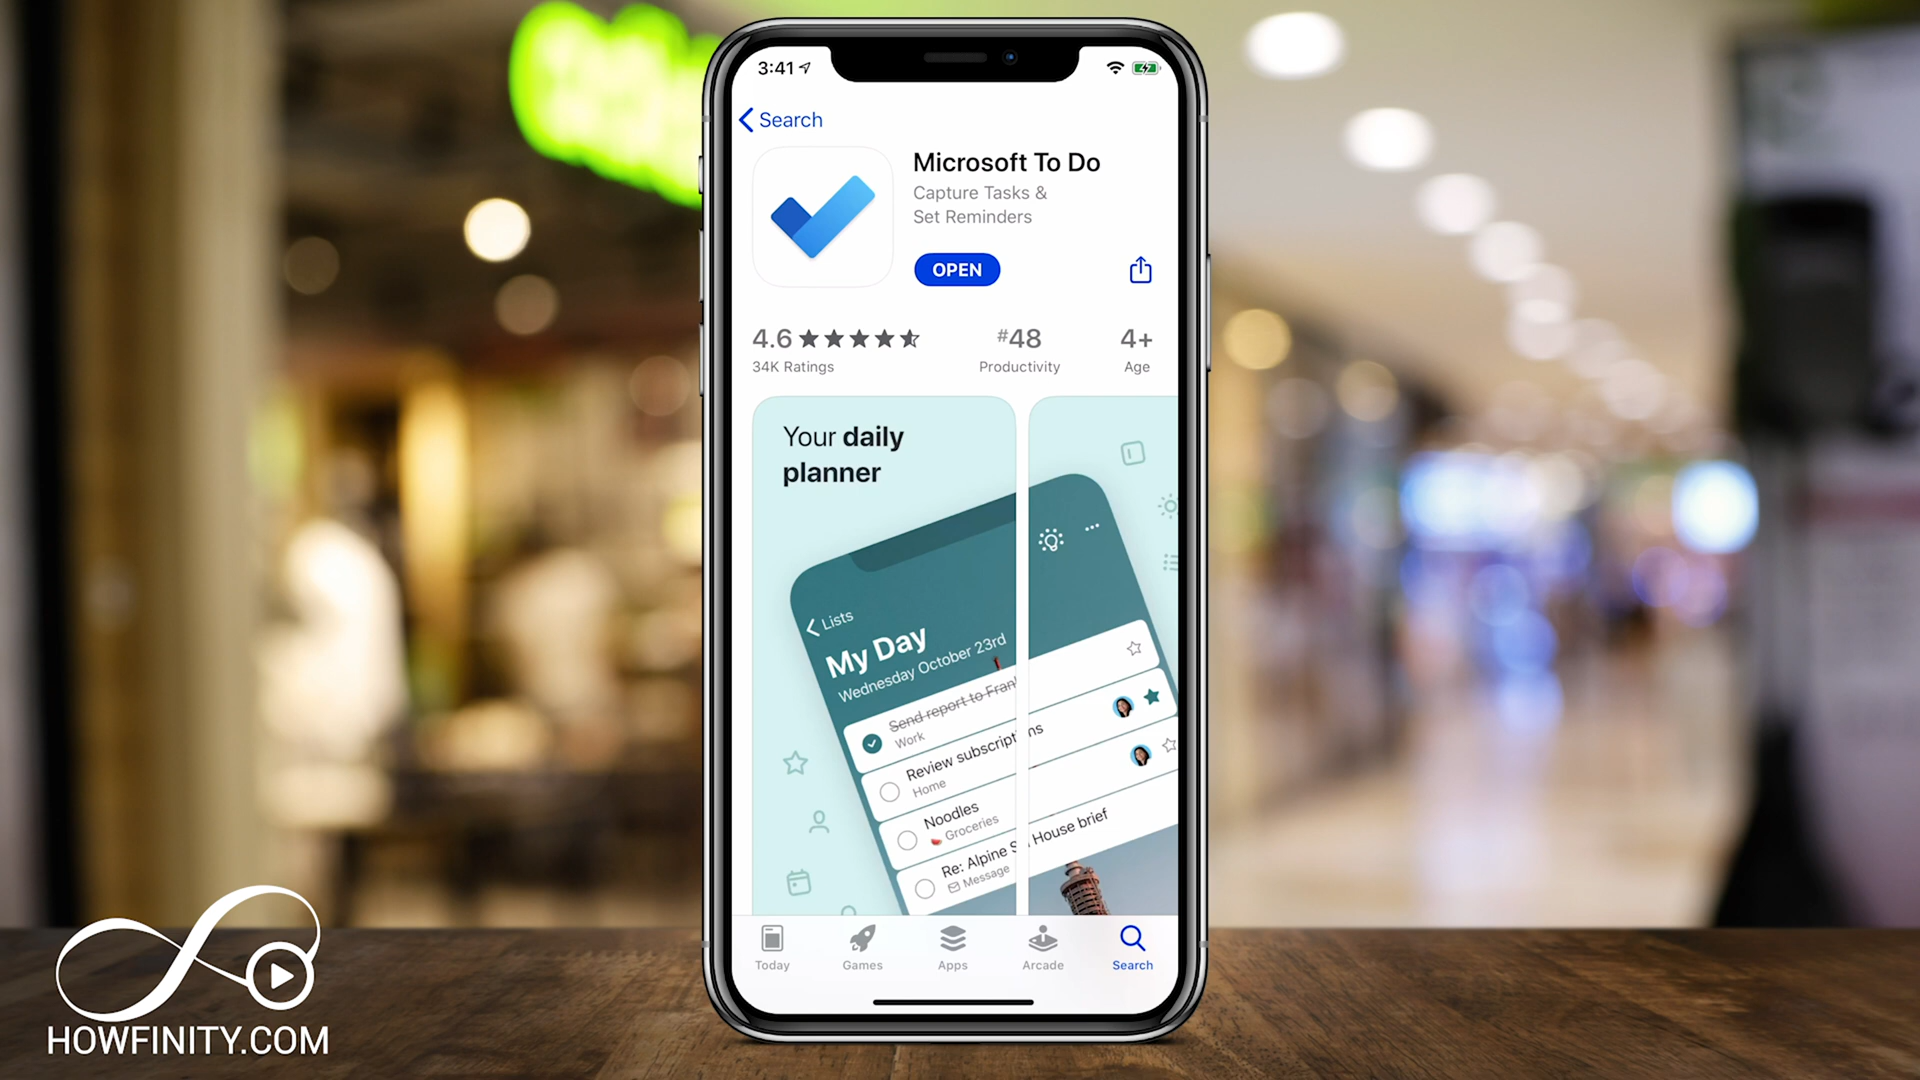 3:41
Search
Microsoft To Do
Capture Tasks &
Set Reminders
OPEN
4.6
34K Ratings
#48
Productivity
4+
Age
Your daily
planner
Lists
My Day
Wednesday October 23rd
Send report to Fran
Work
Review subscriptions
Home
Noodles
Groceries
Re: Alpine S House brief
Message
Today
Games
Apps
Arcade
Search
HOWFINITY.COM